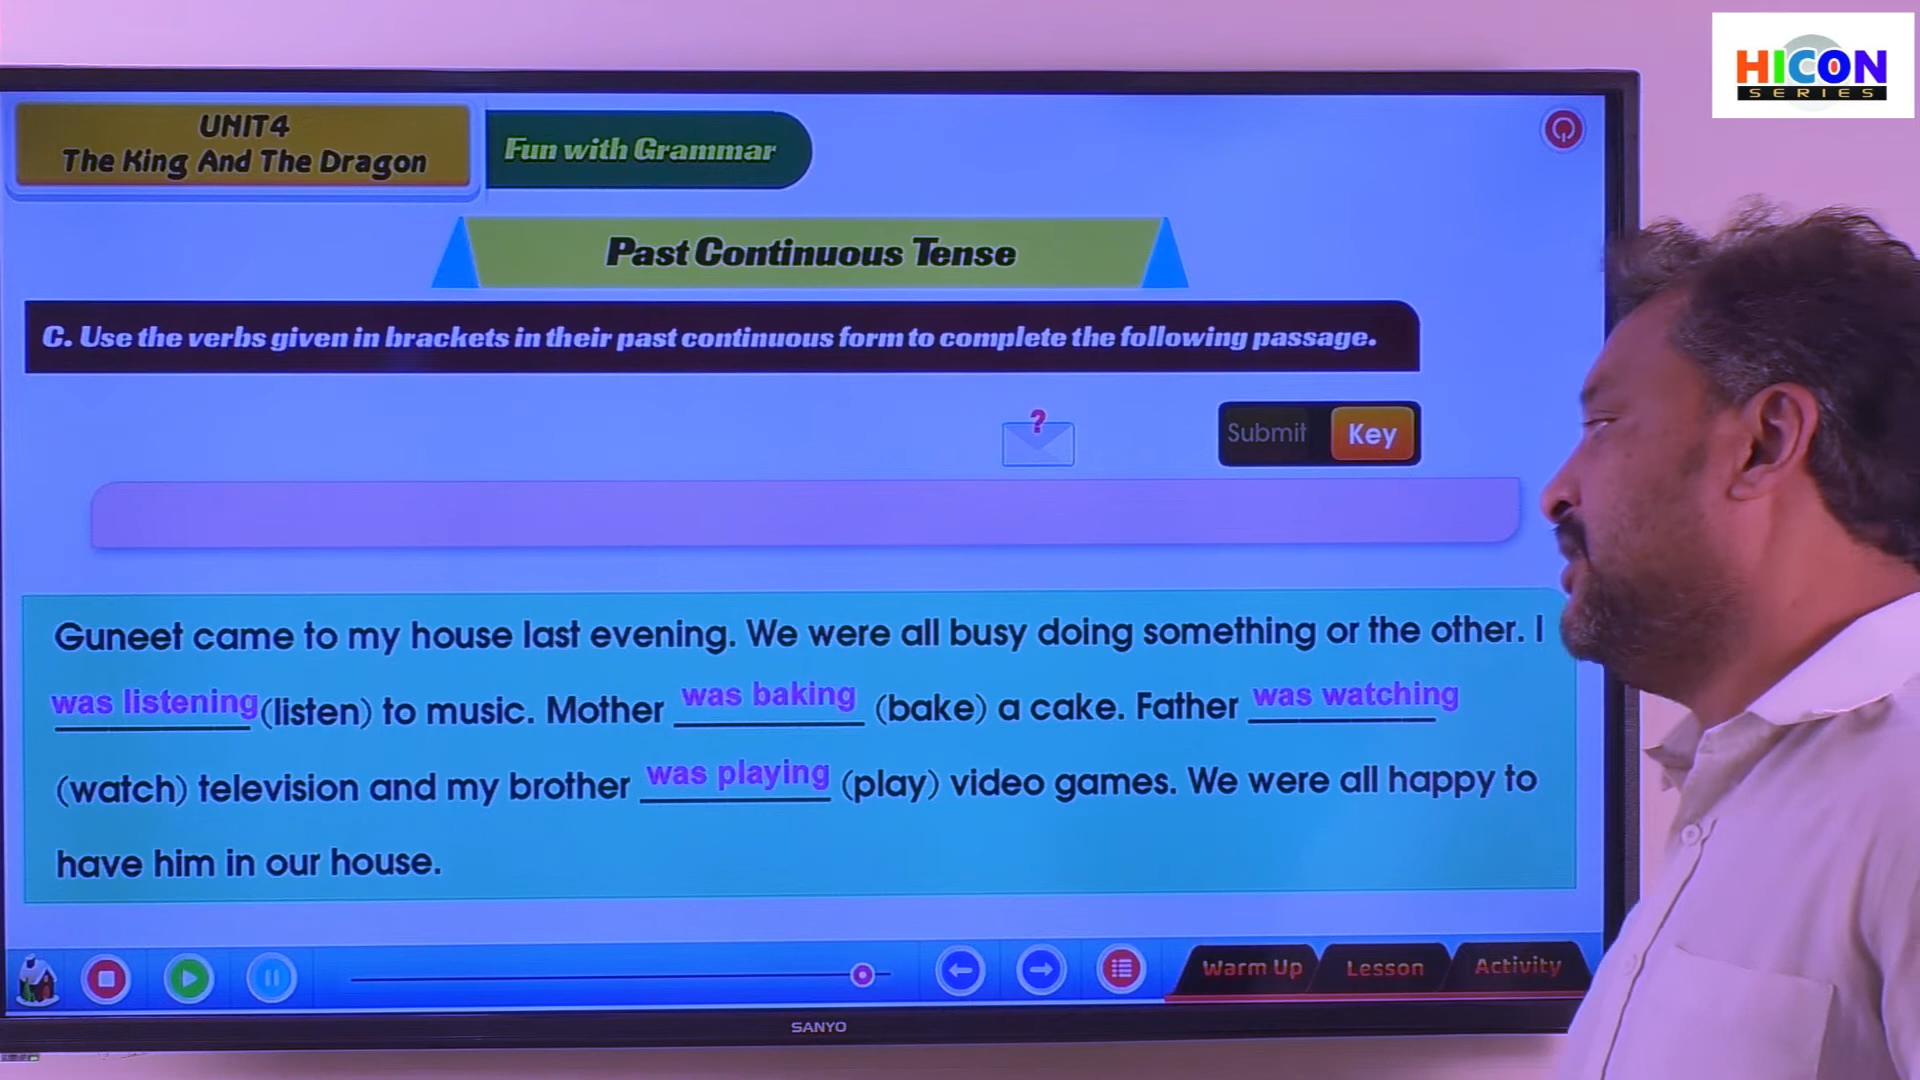 HICON
SERIES
UNIT4
The King And The Dragon
Fun with Grammar
Past Continuous Tense
C. Use the verbs given in brackets in their past continuous form to complete the following passage.
?
Submit Key
Guneet came to my house last evening. We were all busy doing something or the other. I
was listening (listen) to music. Mother was baking (bake) a cake. Father was watching
(watch) television and my brother was playing (play) video games. We were all happy to
have him in our house.
Warm Up Lesson Activity
SANYO